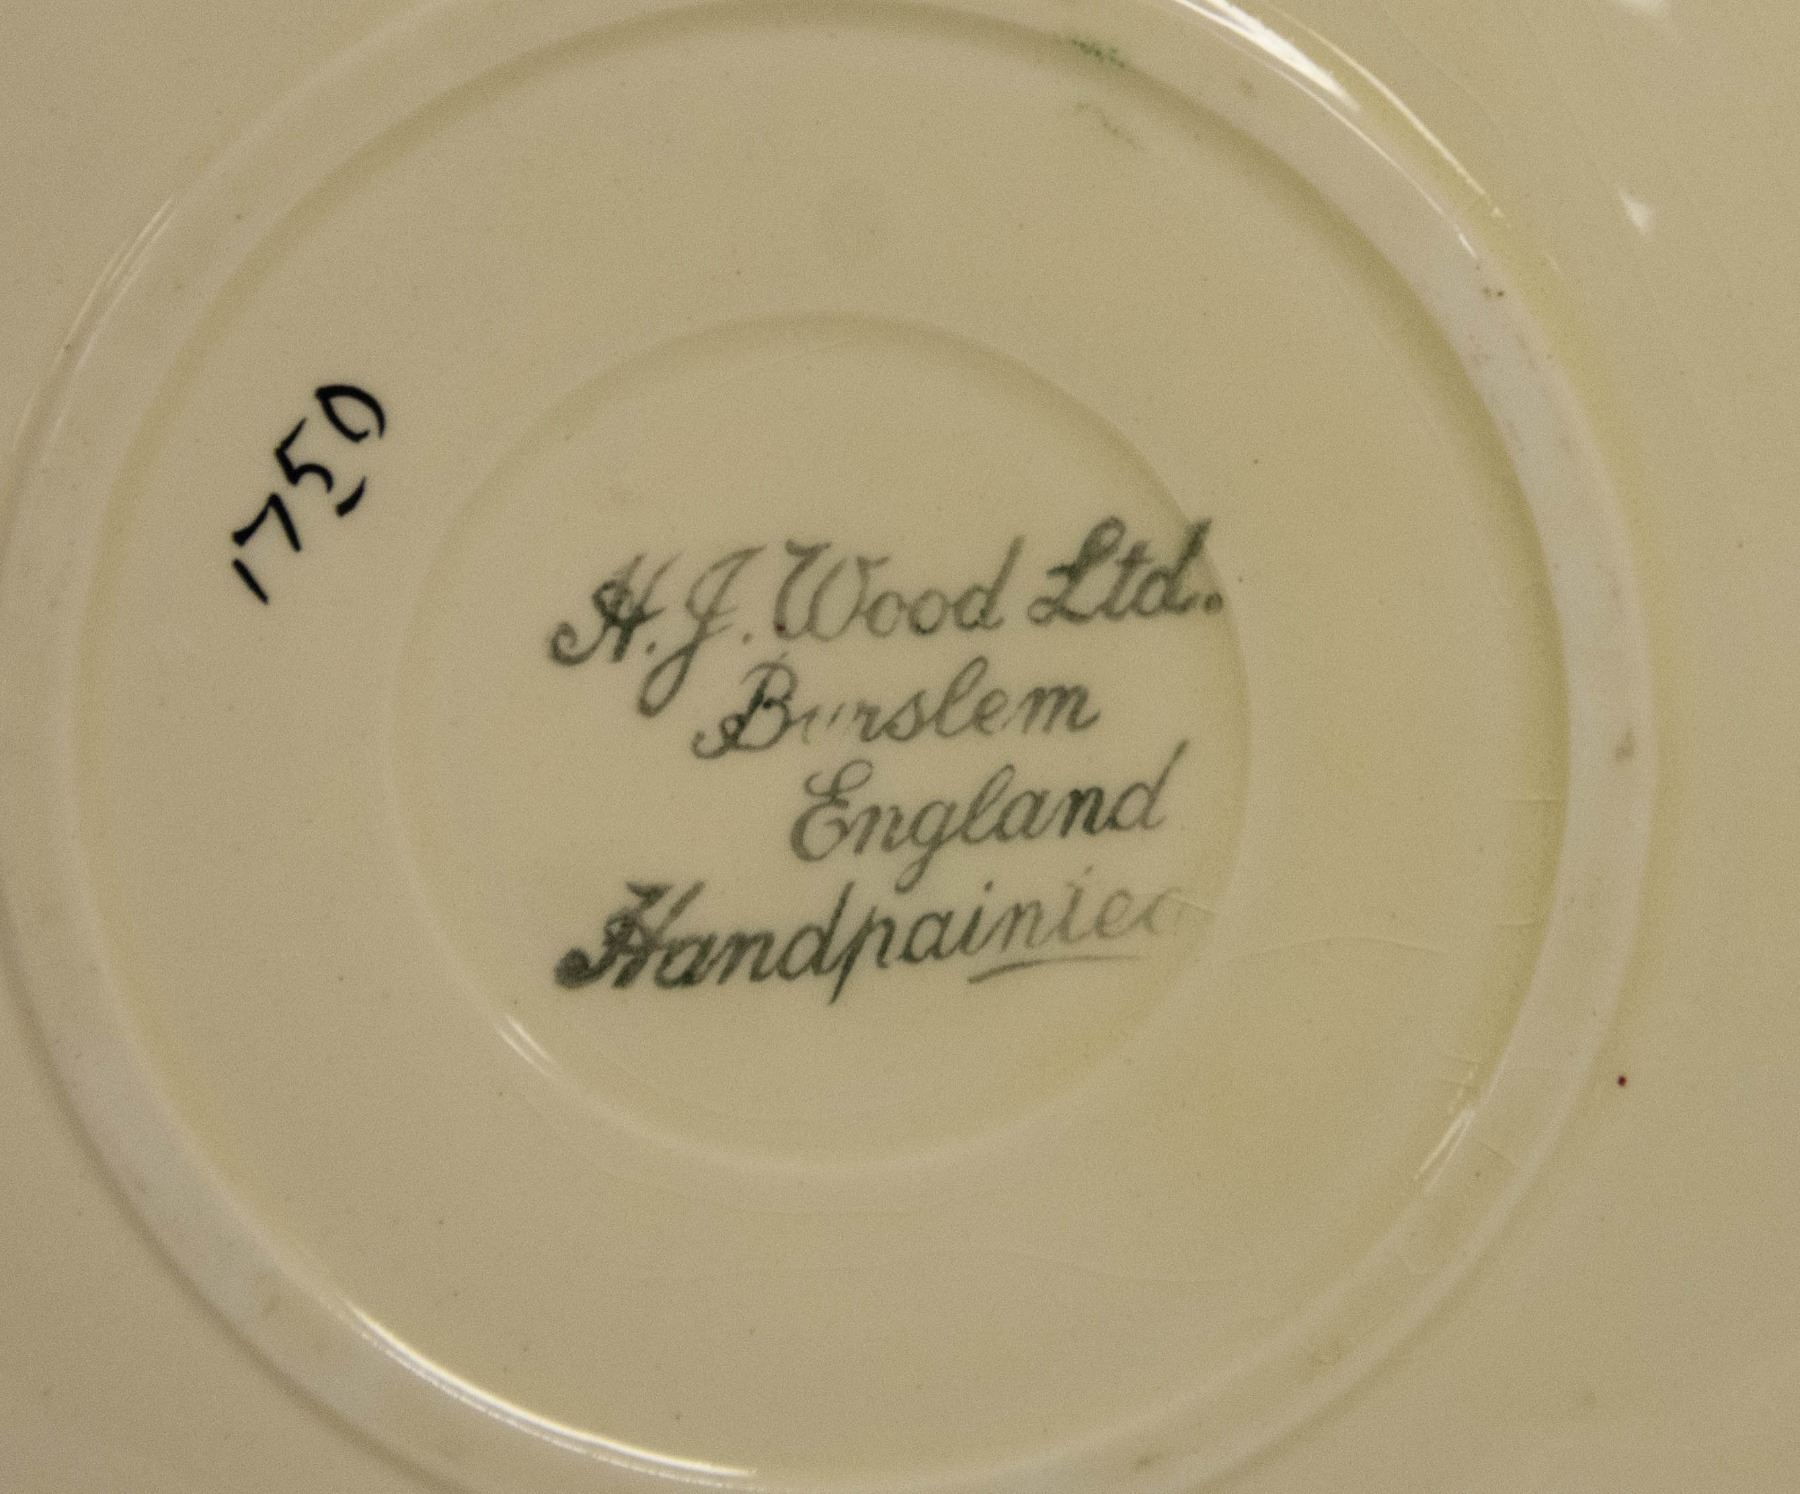 1750
H. J. Wood Ltd.
Burslem
England
Handpainted